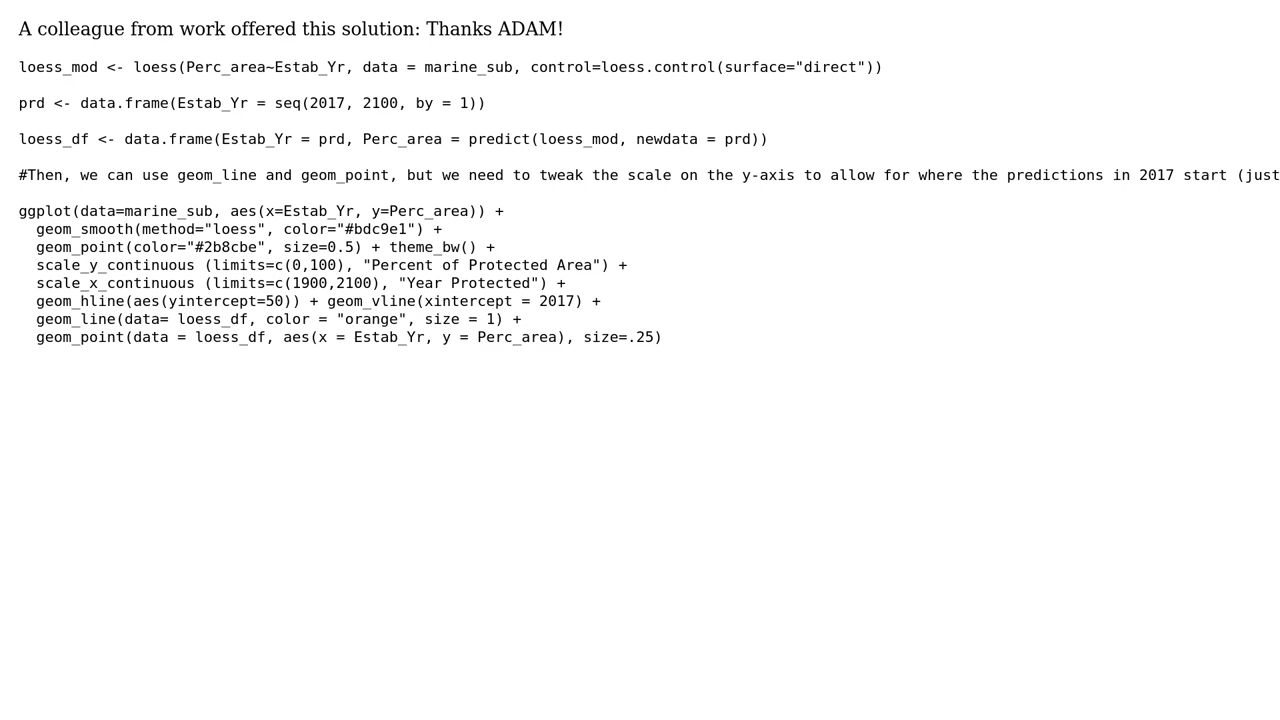 A colleague from work offered this solution: Thanks ADAM!
loess_mod <- loess(Perc_area~Estab_Yr, data = marine_sub, control=loess.control(surface="direct"))
prd <- data.frame(Estab_Yr = seq(2017, 2100, by = 1))
loess_df <- data.frame(Estab_Yr = prd, Perc_area = predict(loess_mod, newdata = prd))
#Then, we can use geom_line and geom_point, but we need to tweak the scale on the y-axis to allow for where the predictions in 2017 start (just
ggplot(data=marine_sub, aes(x=Estab_Yr, y=Perc_area)) +
  geom_smooth(method="loess", color="#bdc9e1") +
  geom_point(color="#2b8cbe", size=0.5) + theme_bw() +
  scale_y_continuous (limits=c(0,100), "Percent of Protected Area") +
  scale_x_continuous (limits=c(1900,2100), "Year Protected") +
  geom_hline(aes(yintercept=50)) + geom_vline(xintercept = 2017) +
  geom_line(data= loess_df, color = "orange", size = 1) +
  geom_point(data = loess_df, aes(x = Estab_Yr, y = Perc_area), size=.25)